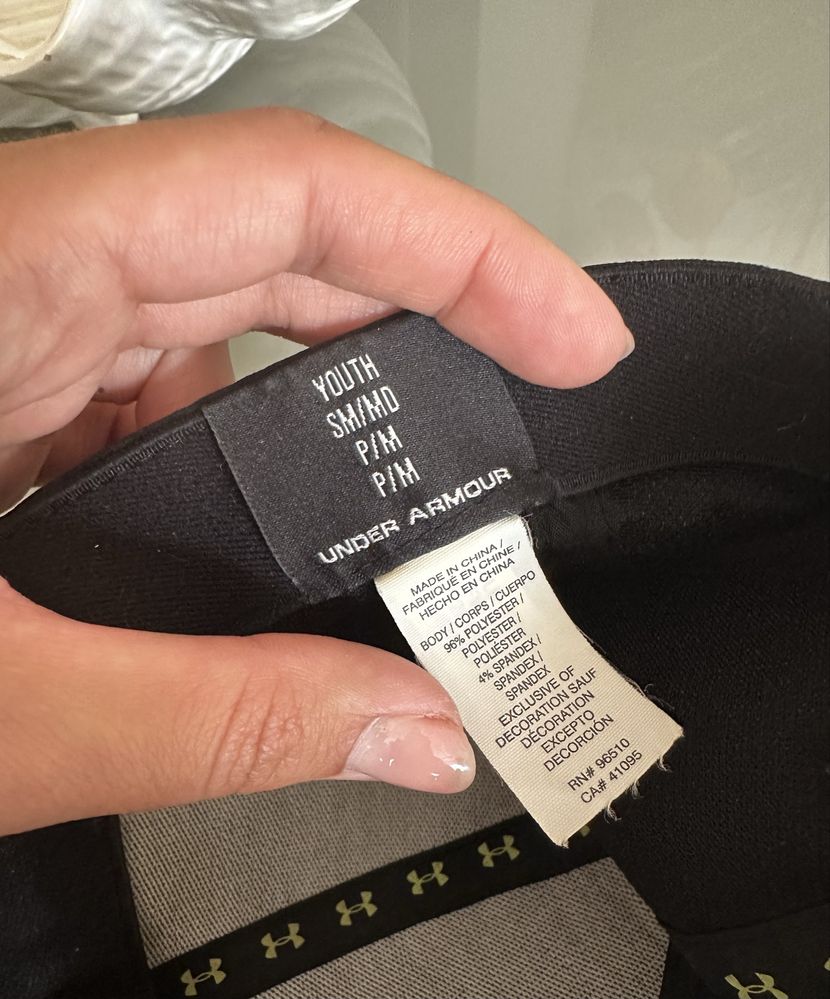 YOUTH
SM/MD
P/M
P/M
UNDER ARMOUR
MADE IN CHINA /
FABRIQUÉ EN CHINE /
HECHO EN CHINA
BODY / CORPS / CUERPO
96% POLYESTER /
POLYESTER /
POLIÉSTER
4% SPANDEX /
SPANDEX /
SPANDEX
EXCLUSIVE OF
DECORATION SAUF
DÉCORATION
EXCEPTO
DECORCIÓN
RN# 96510
CA# 41095